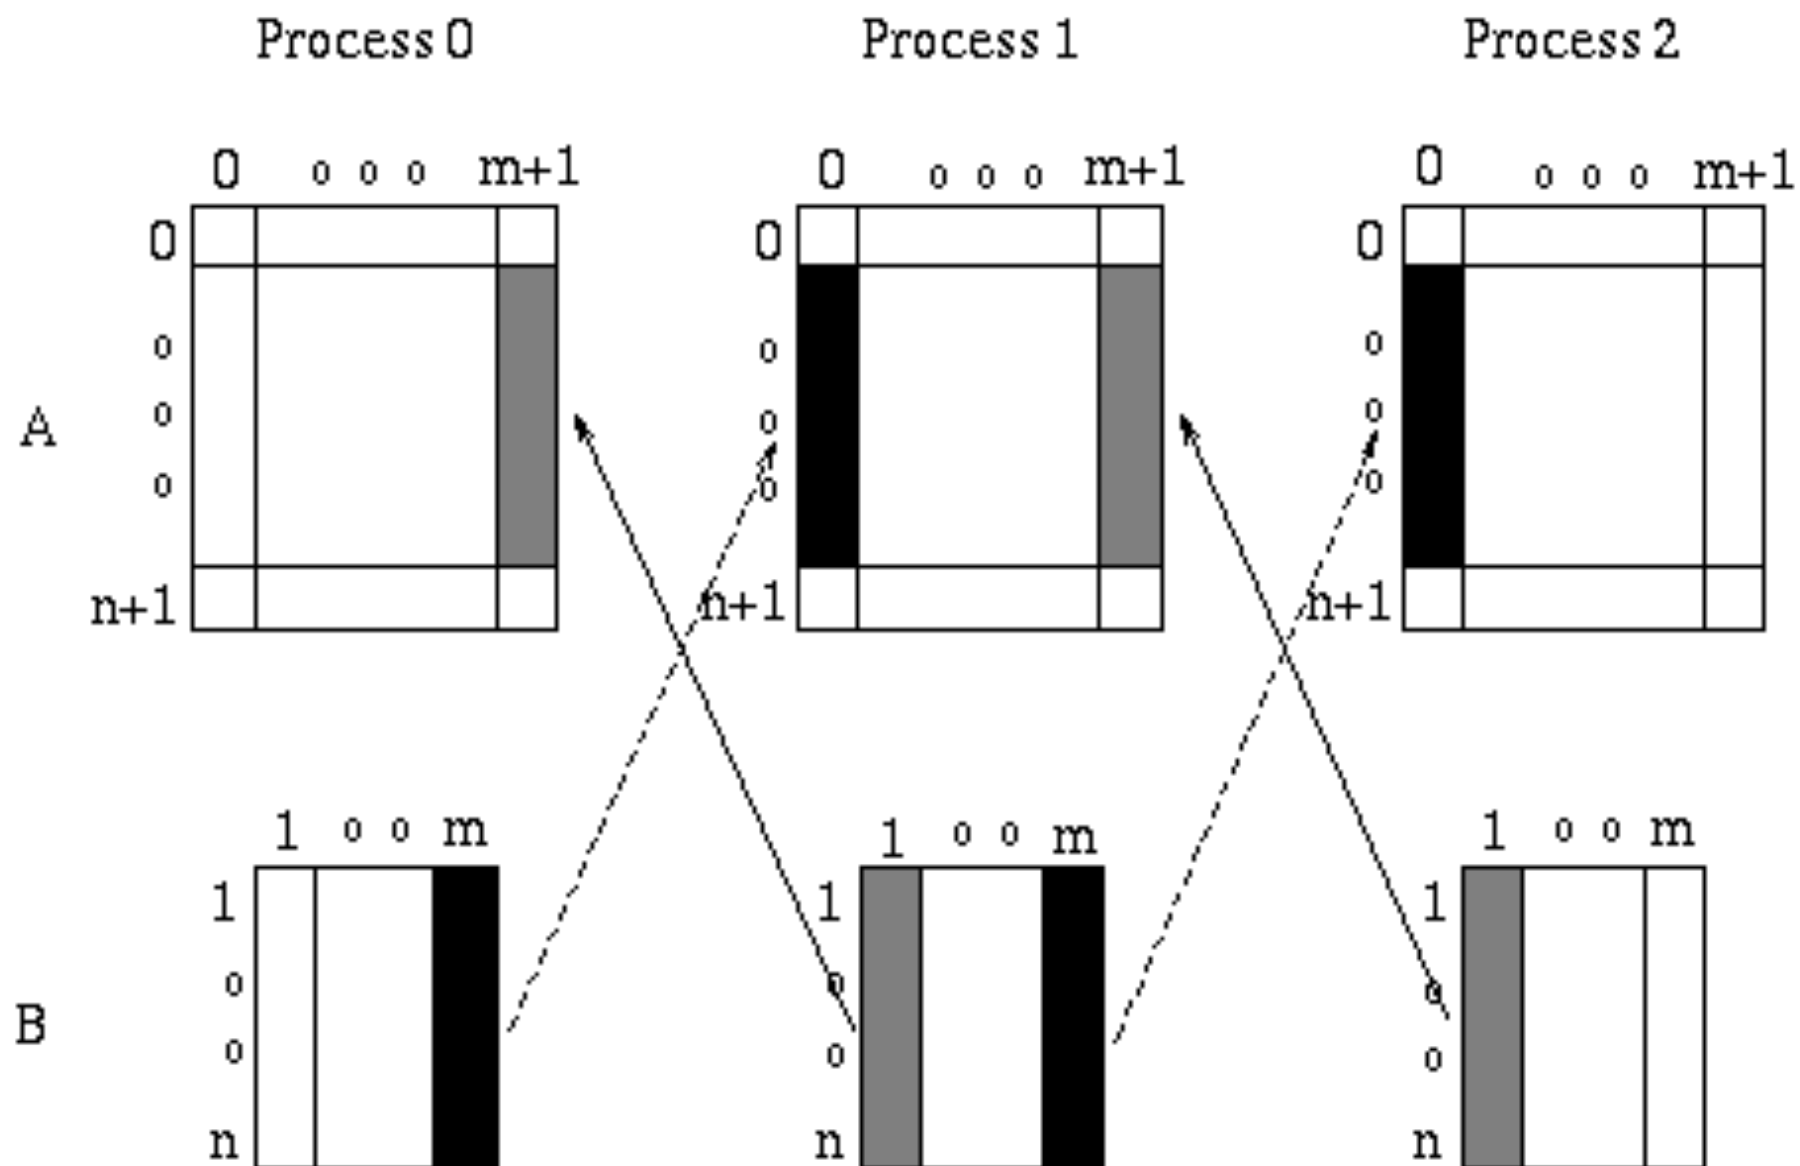 Process 0 Process 1 Process 2
0 o o o m+1 0 o o o m+1 0 o o o m+1
0 0 0
o o o
A o o o
o o o
n+1 n+1 n+1
1 o o m 1 o o m 1 o o m
1 1 1
o o o
B o o o
n n n